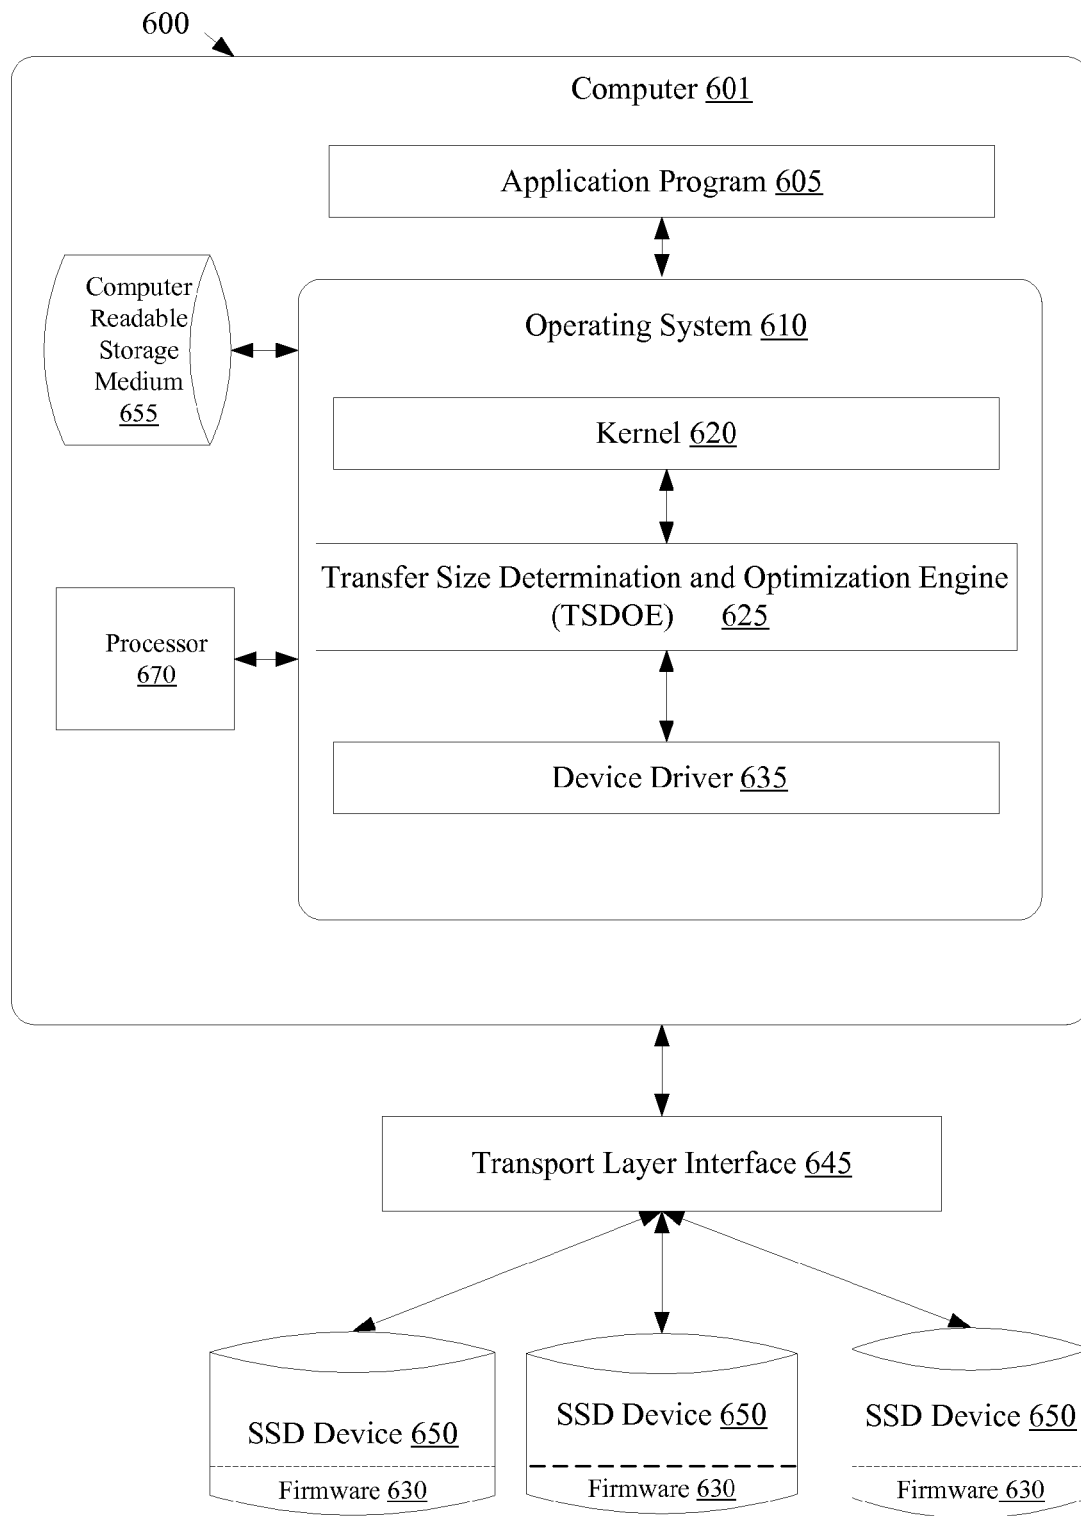 600
Computer 601
Application Program 605
Computer
Readable
Storage
Medium
655
Operating System 610
Kernel 620
Transfer Size Determination and Optimization Engine
(TSDOE) 625
Processor
670
Device Driver 635
Transport Layer Interface 645
SSD Device 650
Firmware 630
SSD Device 650
Firmware 630
SSD Device 650
Firmware 630